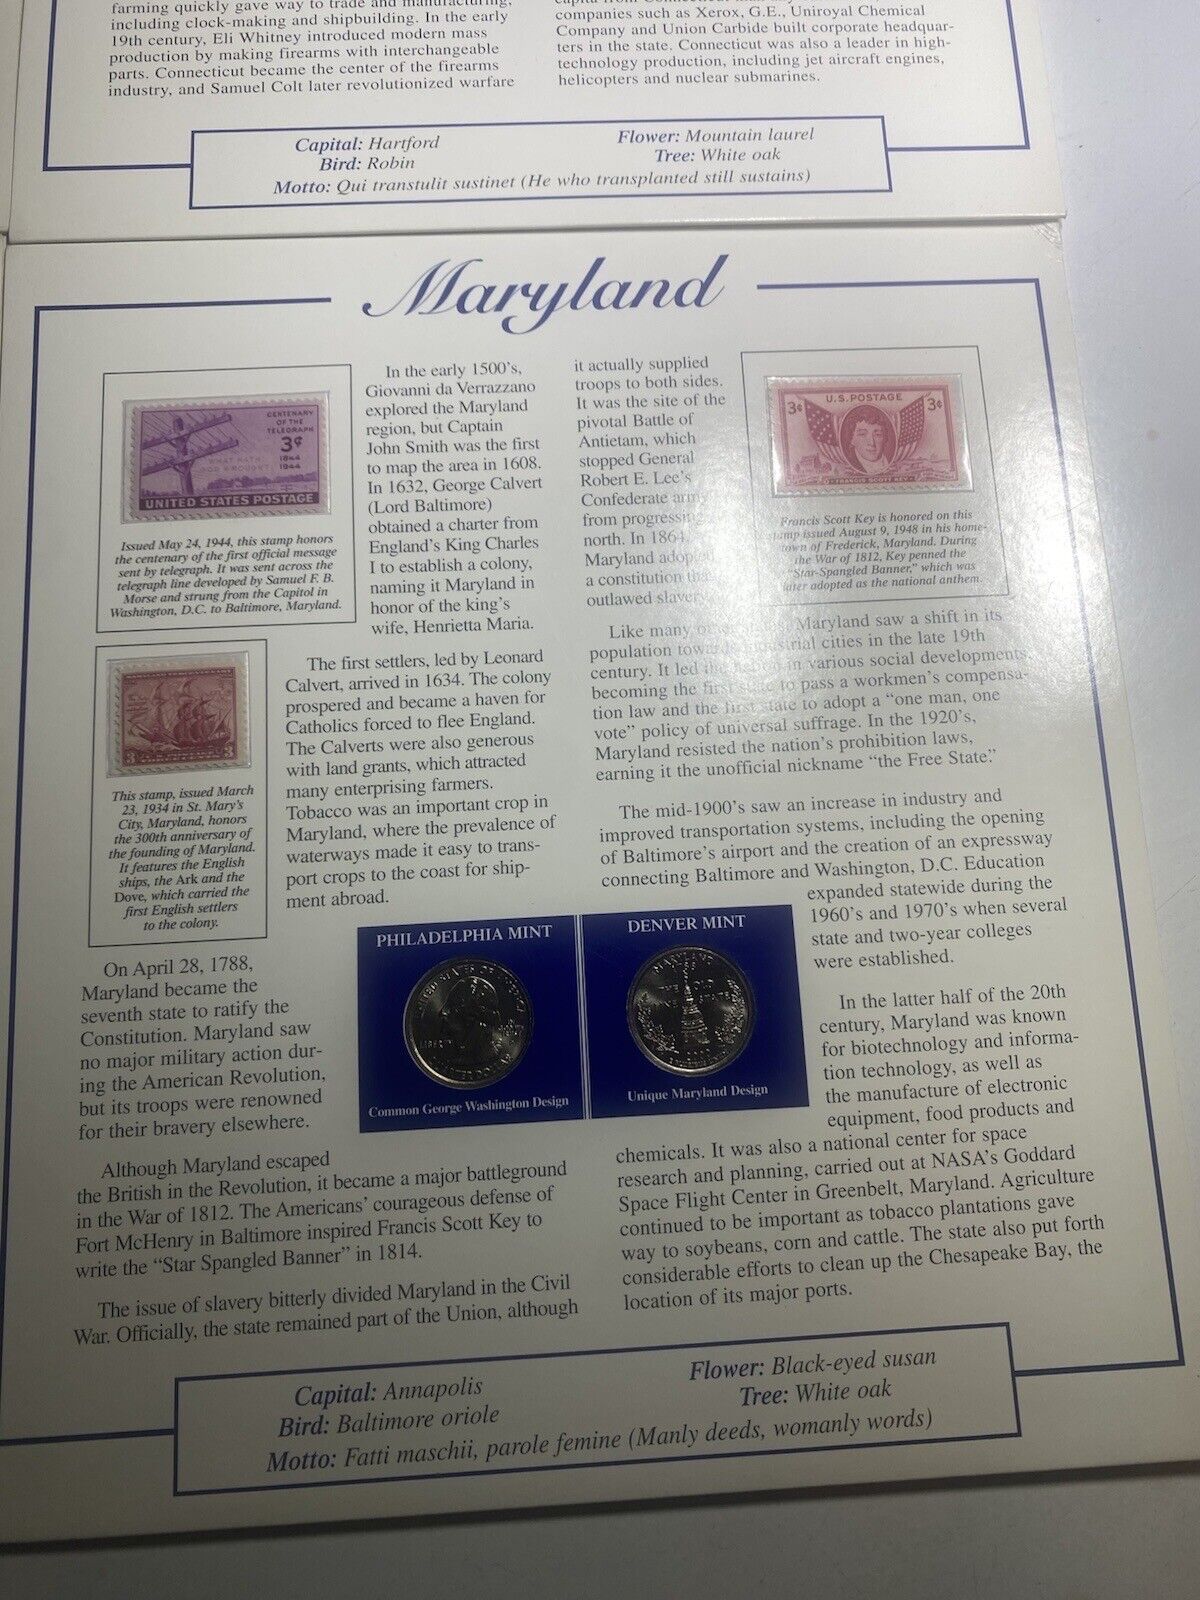 farming quickly gave way to trade and manufacturing,
including clock-making and shipbuilding. In the early
19th century, Eli Whitney introduced modern mass
production by making firearms with interchangeable
parts. Connecticut became the center of the firearms
industry, and Samuel Colt later revolutionized warfare
companies such as Xerox, G.E., Uniroyal Chemical
Company and Union Carbide built corporate headquar-
ters in the state. Connecticut was also a leader in high-
technology production, including jet aircraft engines,
helicopters and nuclear submarines.
Capital: Hartford
Bird: Robin
Flower: Mountain laurel
Tree: White oak
Motto: Qui transtulit sustinet (He who transplanted still sustains)
Maryland
CENTENARY
OF THE
TELEGRAPH
3¢
1844
1944
WHAT HATH
GOD WROUGHT
UNITED STATES POSTAGE
Issued May 24, 1944, this stamp honors
the centenary of the first official message
sent by telegraph. It was sent across the
telegraph line developed by Samuel F. B.
Morse and strung from the Capitol in
Washington, D.C. to Baltimore, Maryland.
3 3
This stamp, issued March
23, 1934 in St. Mary's
City, Maryland, honors
the 300th anniversary of
the founding of Maryland.
It features the English
ships, the Ark and the
Dove, which carried the
first English settlers
to the colony.
In the early 1500's,
Giovanni da Verrazzano
explored the Maryland
region, but Captain
John Smith was the first
to map the area in 1608.
In 1632, George Calvert
(Lord Baltimore)
obtained a charter from
England's King Charles
I to establish a colony,
naming it Maryland in
honor of the king's
wife, Henrietta Maria.
The first settlers, led by Leonard
Calvert, arrived in 1634. The colony
prospered and became a haven for
Catholics forced to flee England.
The Calverts were also generous
with land grants, which attracted
many enterprising farmers.
Tobacco was an important crop in
Maryland, where the prevalence of
waterways made it easy to trans-
port crops to the coast for ship-
ment abroad.
On April 28, 1788,
Maryland became the
seventh state to ratify the
Constitution. Maryland saw
no major military action dur-
ing the American Revolution,
but its troops were renowned
for their bravery elsewhere.
Although Maryland escaped
the British in the Revolution, it became a major battleground
in the War of 1812. The Americans' courageous defense of
Fort McHenry in Baltimore inspired Francis Scott Key to
write the "Star Spangled Banner" in 1814.
The issue of slavery bitterly divided Maryland in the Civil
War. Officially, the state remained part of the Union, although
it actually supplied
troops to both sides.
It was the site of the
pivotal Battle of
Antietam, which
stopped General
Robert E. Lee's
Confederate army
from progressing
north. In 1864,
Maryland adopted
a constitution that
outlawed slavery.
U.S. POSTAGE
3¢ 3¢
FRANCIS SCOTT KEY
Francis Scott Key is honored on this
stamp issued August 9, 1948 in his home-
town of Frederick, Maryland. During
the War of 1812, Key penned the
"Star-Spangled Banner," which was
later adopted as the national anthem.
Like many other states, Maryland saw a shift in its
population towards industrial cities in the late 19th
century. It led the nation in various social developments,
becoming the first state to pass a workmen's compensa-
tion law and the first state to adopt a "one man, one
vote" policy of universal suffrage. In the 1920's,
Maryland resisted the nation's prohibition laws,
earning it the unofficial nickname "the Free State."
The mid-1900's saw an increase in industry and
improved transportation systems, including the opening
of Baltimore's airport and the creation of an expressway
connecting Baltimore and Washington, D.C. Education
expanded statewide during the
1960's and 1970's when several
state and two-year colleges
were established.
In the latter half of the 20th
century, Maryland was known
for biotechnology and informa-
tion technology, as well as
the manufacture of electronic
equipment, food products and
chemicals. It was also a national center for space
research and planning, carried out at NASA's Goddard
Space Flight Center in Greenbelt, Maryland. Agriculture
continued to be important as tobacco plantations gave
way to soybeans, corn and cattle. The state also put forth
considerable efforts to clean up the Chesapeake Bay, the
location of its major ports.
PHILADELPHIA MINT
LIBERTY
Common George Washington Design
DENVER MINT
MARYLAND
THE OLD
LINE STATE
Unique Maryland Design
Capital: Annapolis
Bird: Baltimore oriole
Flower: Black-eyed susan
Tree: White oak
Motto: Fatti maschii, parole femine (Manly deeds, womanly words)